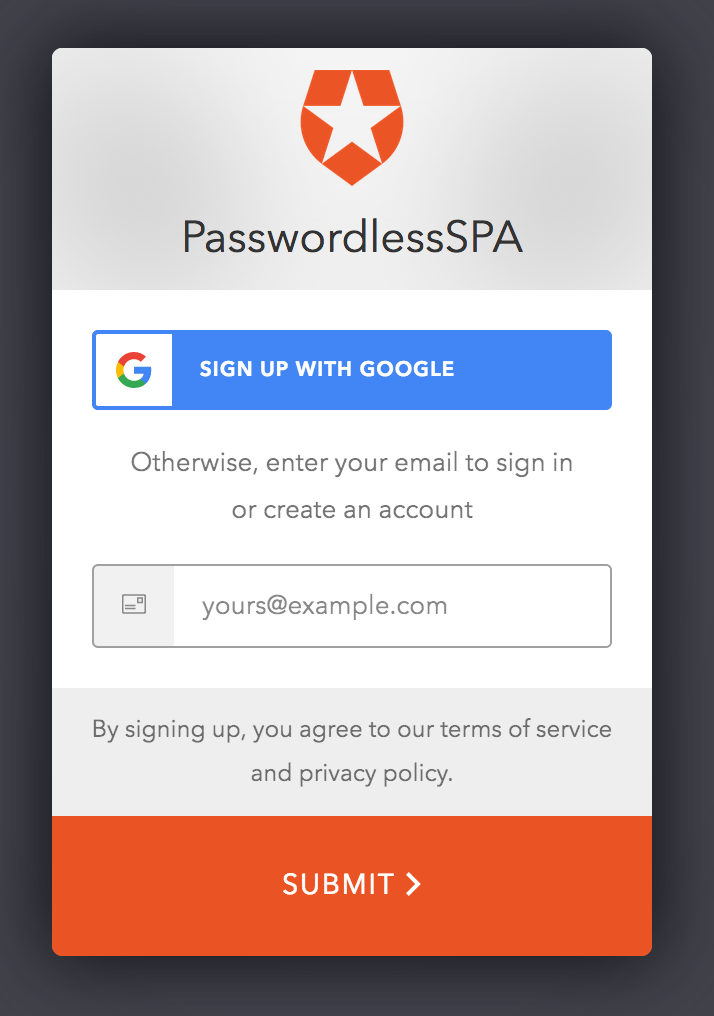 PasswordlessSPA
SIGN UP WITH GOOGLE
Otherwise, enter your email to sign in
or create an account
yours@example.com
By signing up, you agree to our terms of service
and privacy policy.
SUBMIT